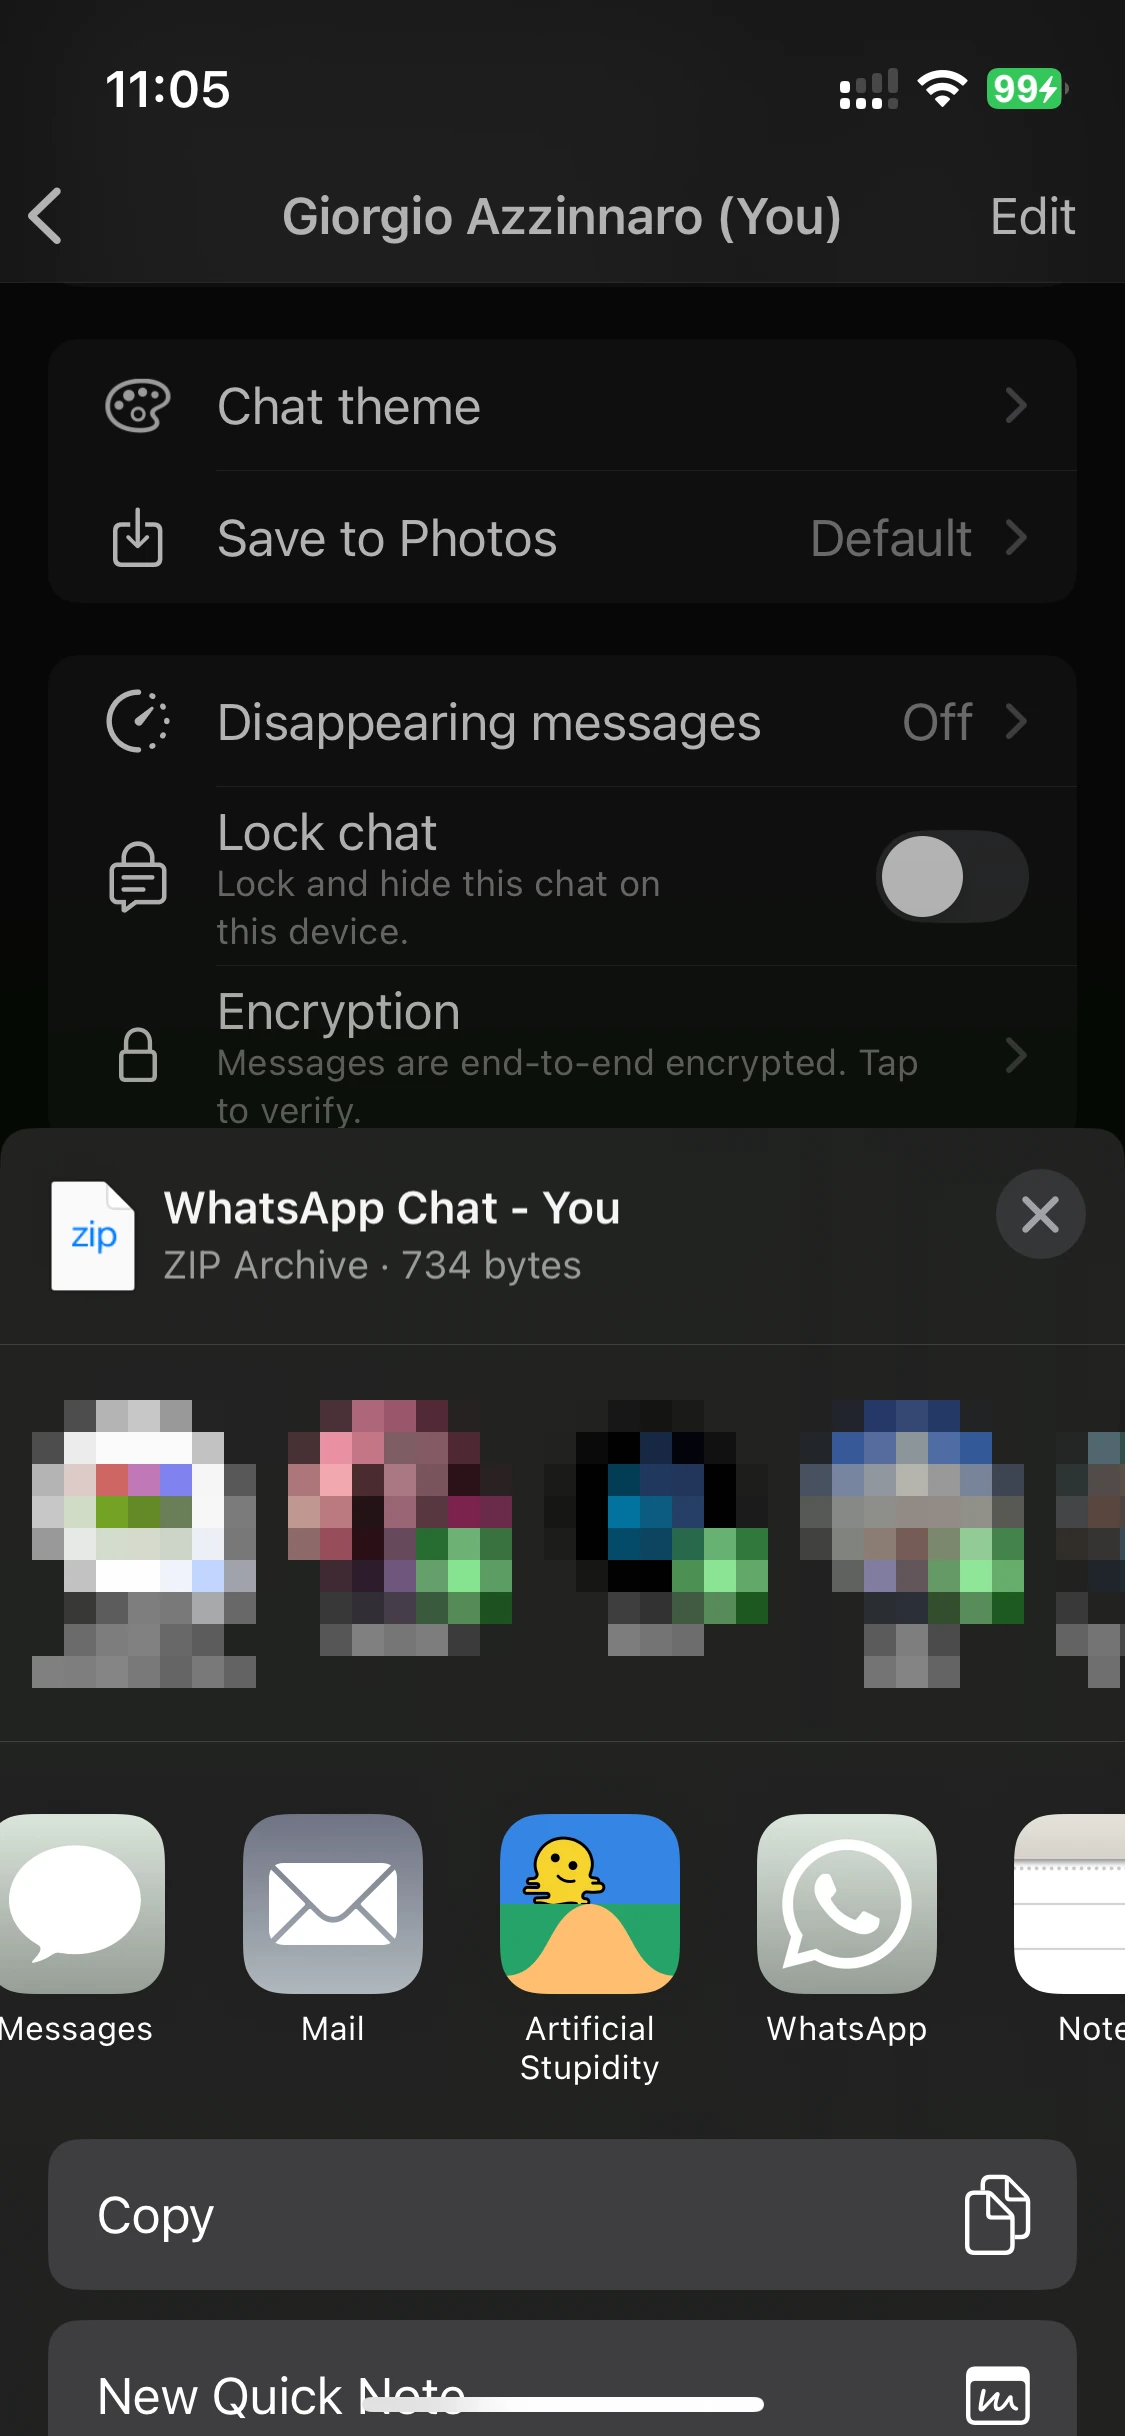 11:05
99
Giorgio Azzinnaro (You)
Edit
Chat theme
Save to Photos
Default
Disappearing messages
Off
Lock chat
Lock and hide this chat on
this device.
Encryption
Messages are end-to-end encrypted. Tap
to verify.
zip
WhatsApp Chat - You
ZIP Archive · 734 bytes
Messages
Mail
Artificial
Stupidity
WhatsApp
Note
Copy
New Quick Note